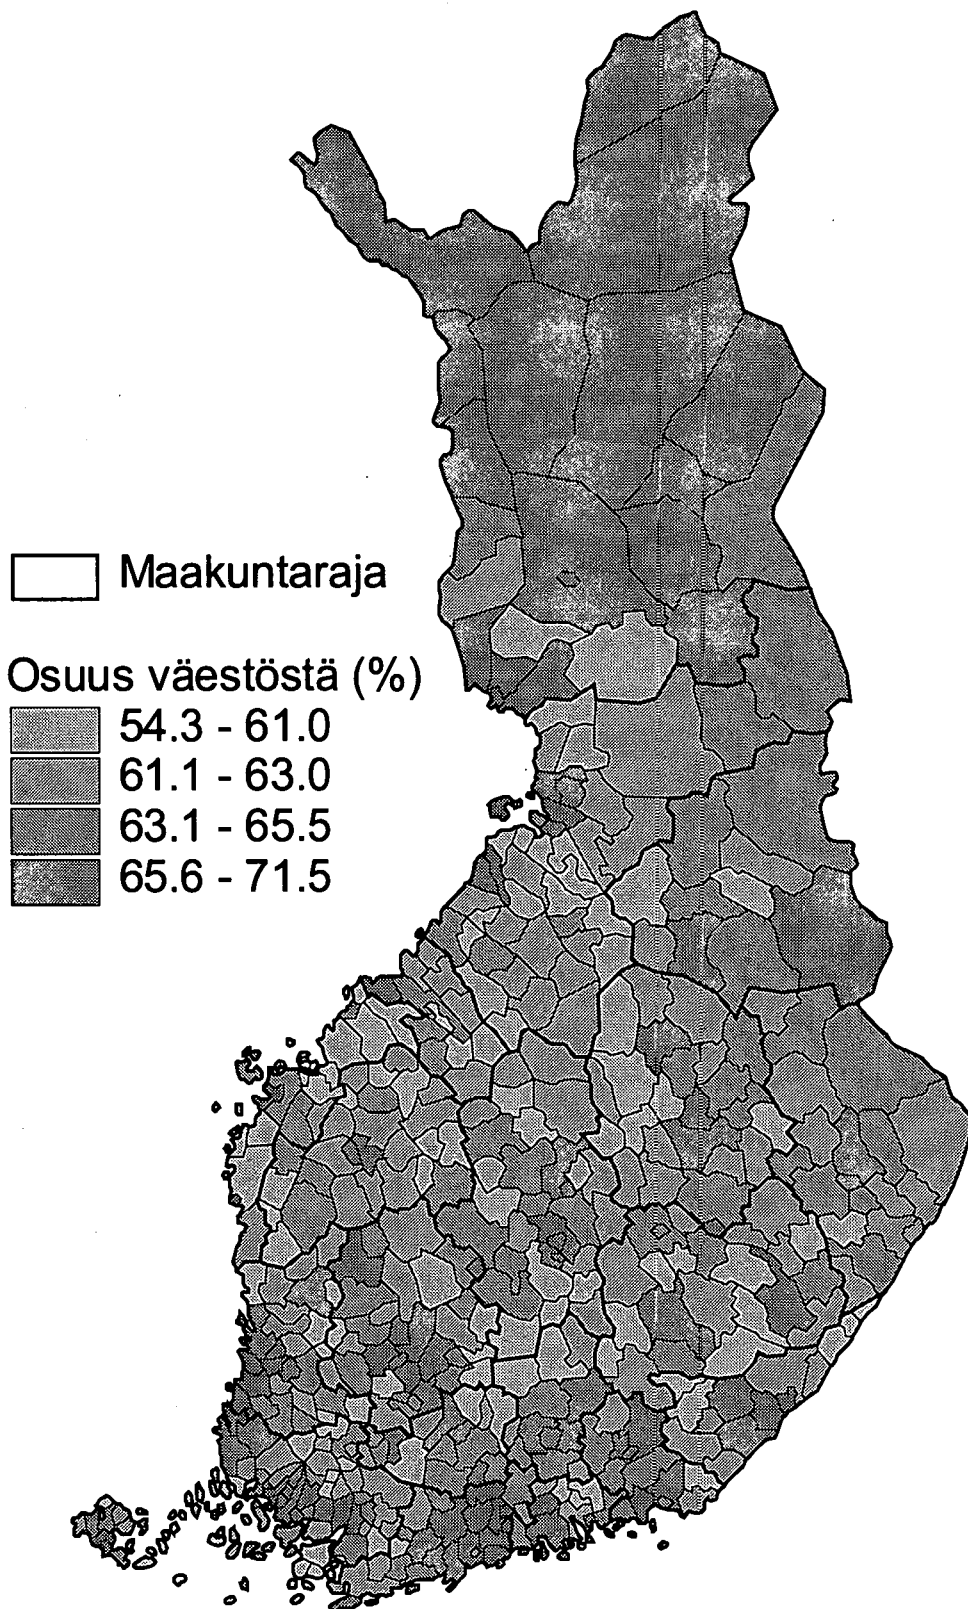 Maakuntaraja
Osuus väestöstä (%)
54.3 - 61.0
61.1 - 63.0
63.1 - 65.5
65.6 - 71.5